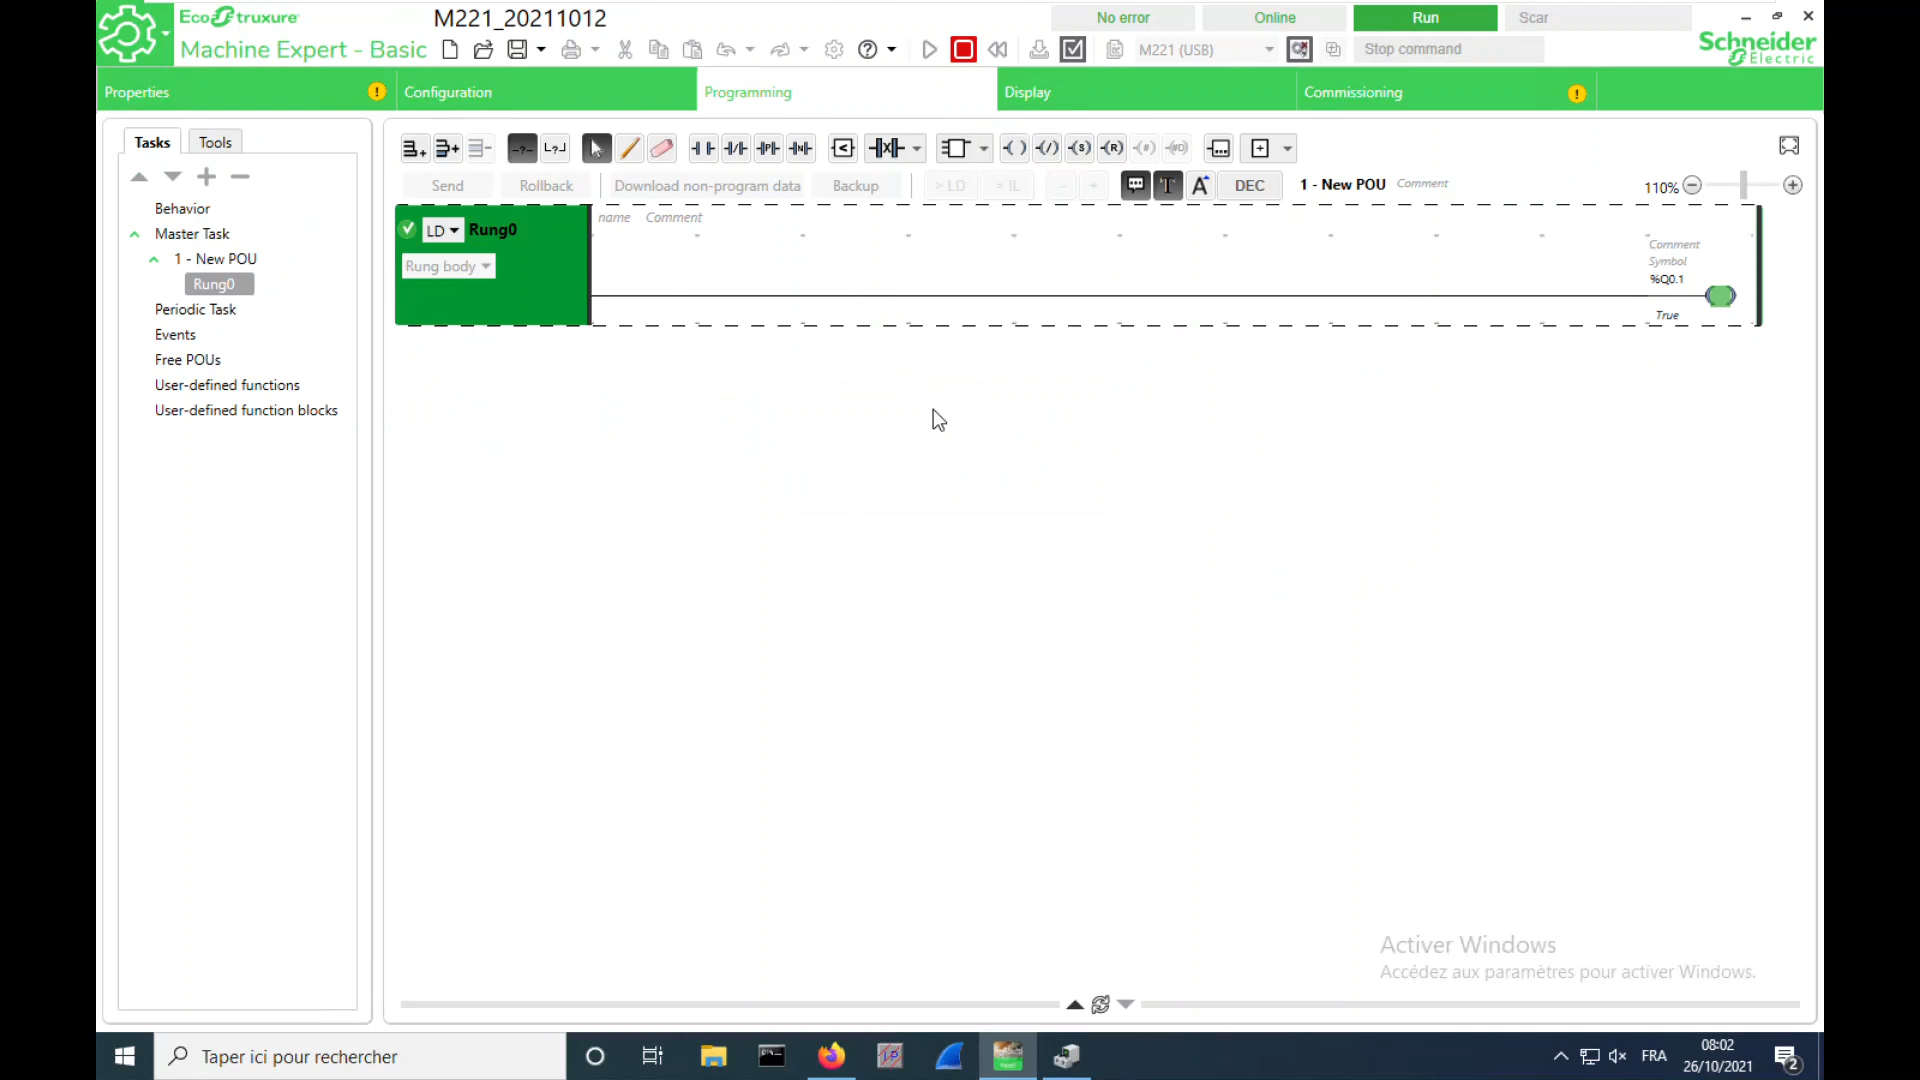 EcoStruxure
Machine Expert - Basic
M221_20211012
No error
Online
Run
Scar
M221 (USB)
Stop command
Schneider
Electric
Properties
Configuration
Programming
Display
Commissioning
Tasks
Tools
Send
Rollback
Download non-program data
Backup
> LD
> IL
DEC
1 - New POU
Comment
110%
Behavior
Master Task
1 - New POU
Rung0
Periodic Task
Events
Free POUs
User-defined functions
User-defined function blocks
LD
Rung0
name Comment
Rung body
Comment
Symbol
%Q0.1
True
Activer Windows
Accédez aux paramètres pour activer Windows.
Taper ici pour rechercher
FRA
08:02
26/10/2021
2